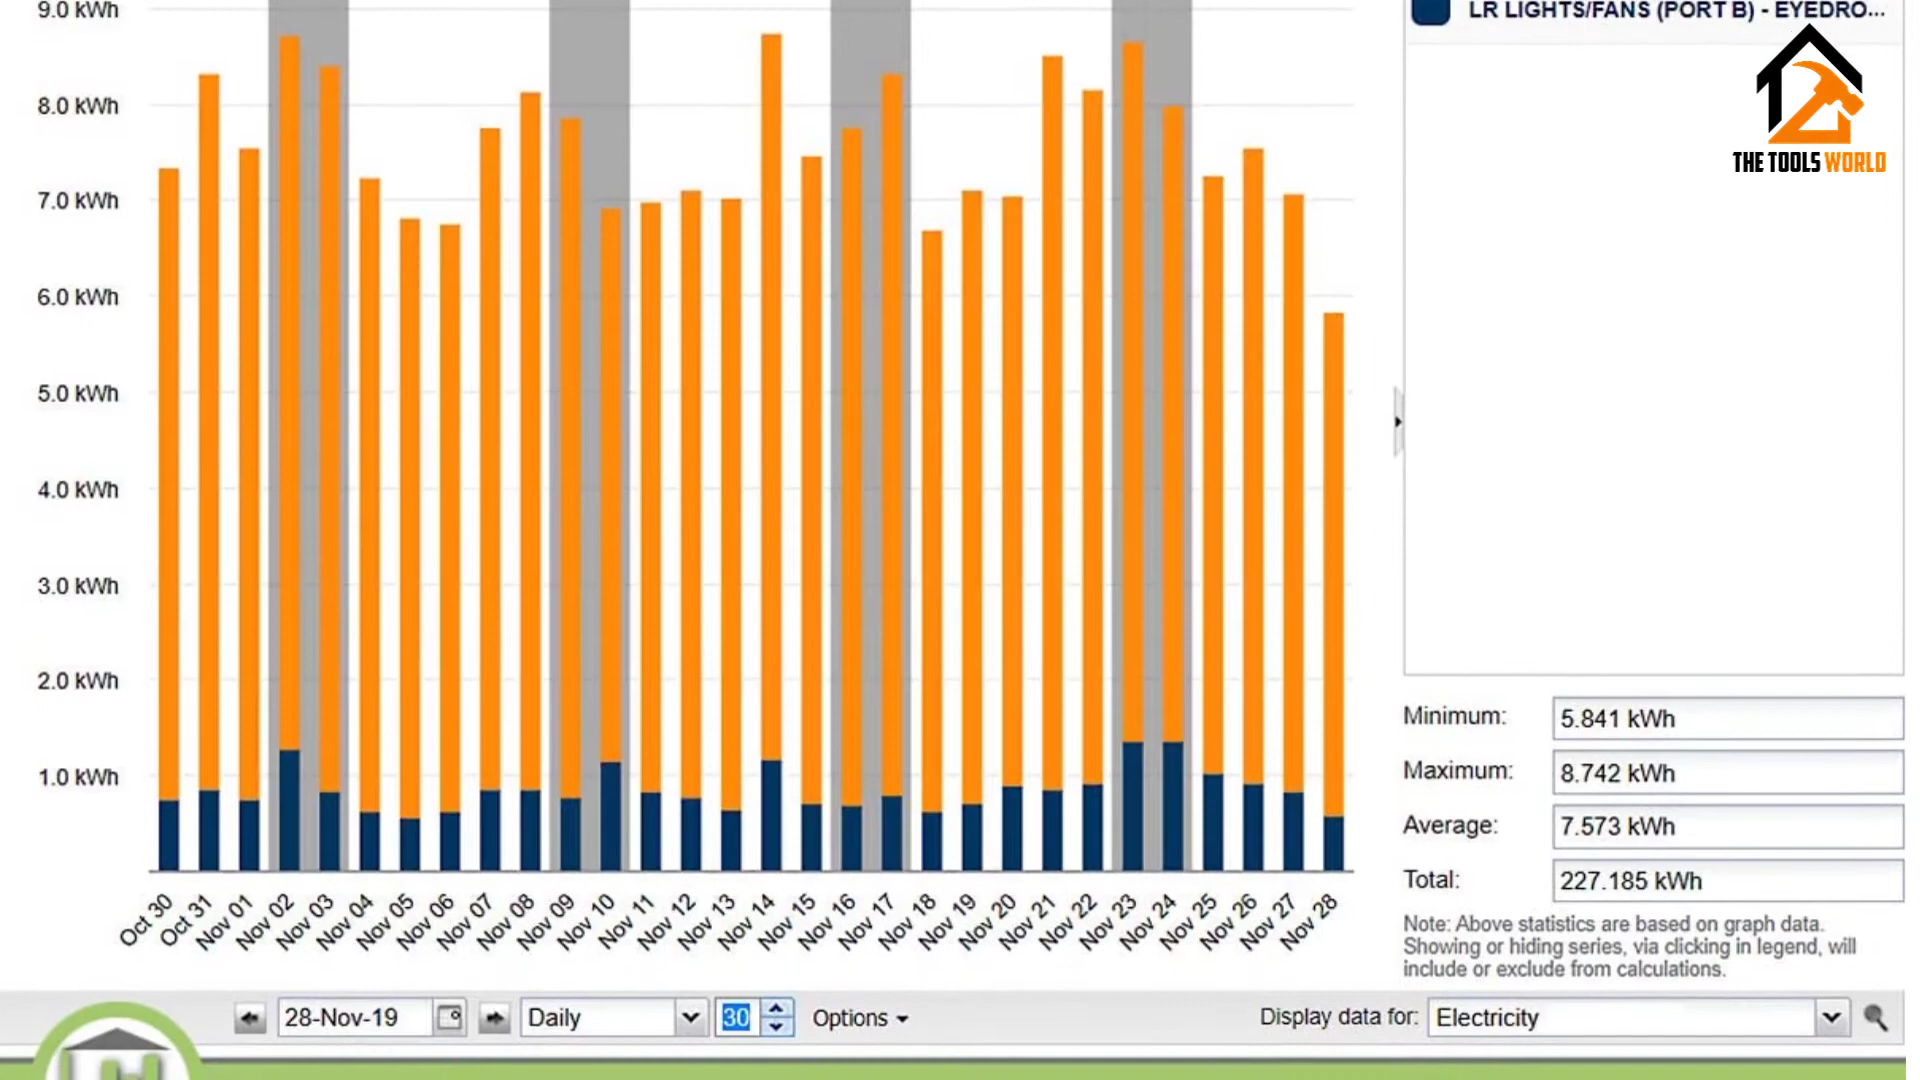 9.0 kWh
8.0 kWh
7.0 kWh
6.0 kWh
5.0 kWh
4.0 kWh
3.0 kWh
2.0 kWh
1.0 kWh
Oct 30
Oct 31
Nov 01
Nov 02
Nov 03
Nov 04
Nov 05
Nov 06
Nov 07
Nov 08
Nov 09
Nov 10
Nov 11
Nov 12
Nov 13
Nov 14
Nov 15
Nov 16
Nov 17
Nov 18
Nov 19
Nov 20
Nov 21
Nov 22
Nov 23
Nov 24
Nov 25
Nov 26
Nov 27
Nov 28
LR LIGHTS/FANS (PORT B) - EYEDRO...
THE TOOLS WORLD
Minimum: 5.841 kWh
Maximum: 8.742 kWh
Average: 7.573 kWh
Total: 227.185 kWh
Note: Above statistics are based on graph data.
Showing or hiding series, via clicking in legend, will
include or exclude from calculations.
28-Nov-19 Daily 30 Options Display data for: Electricity